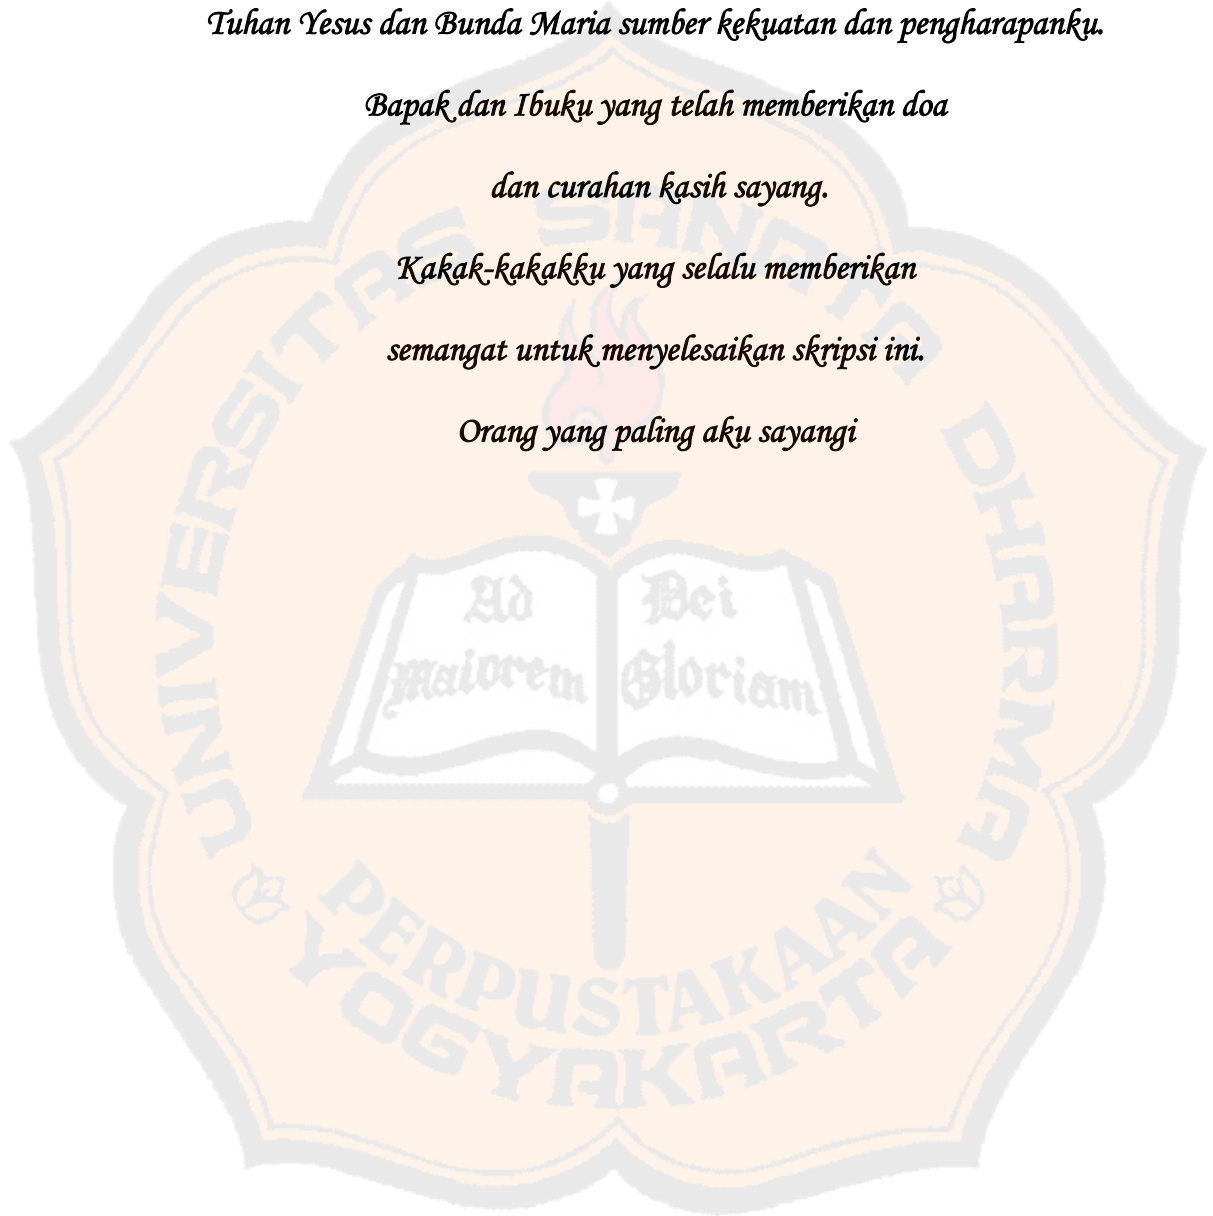 Tuhan Yesus dan Bunda Maria sumber kekuatan dan pengharapanku.
Bapak dan Ibuku yang telah memberikan doa
dan curahan kasih sayang.
Kakak-kakakku yang selalu memberikan
semangat untuk menyelesaikan skripsi ini.
Orang yang paling aku sayangi
UNIVERSITAS SANATA DHARMA
Ad Dei
Maiorem Gloriam
PERPUSTAKAAN
YOGYAKARTA